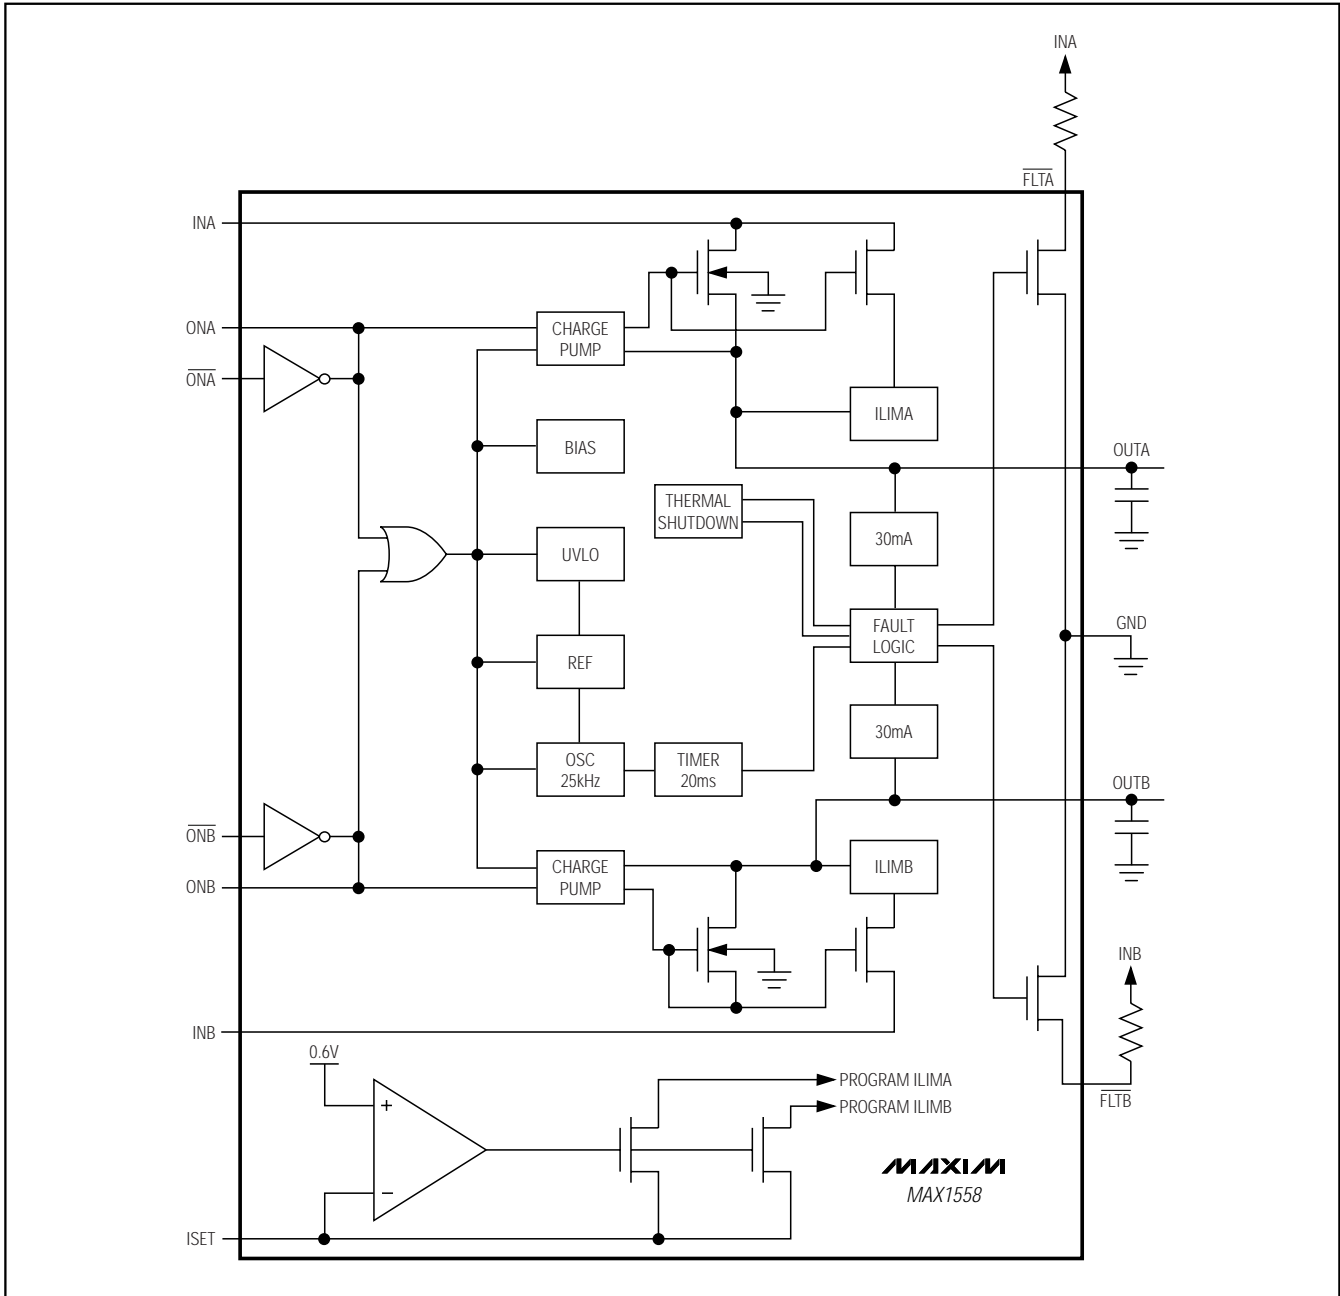 INA
FLTA
INA
ONA
CHARGE
PUMP
ONA
ILIMA
BIAS
OUTA
THERMAL
SHUTDOWN
30mA
UVLO
FAULT
LOGIC
GND
REF
30mA
OSC
25kHz
TIMER
20ms
OUTB
ONB
CHARGE
PUMP
ILIMB
ONB
INB
INB
0.6V
PROGRAM ILIMA
+
PROGRAM ILIMB
FLTB
MAXIM
MAX1558
−
ISET